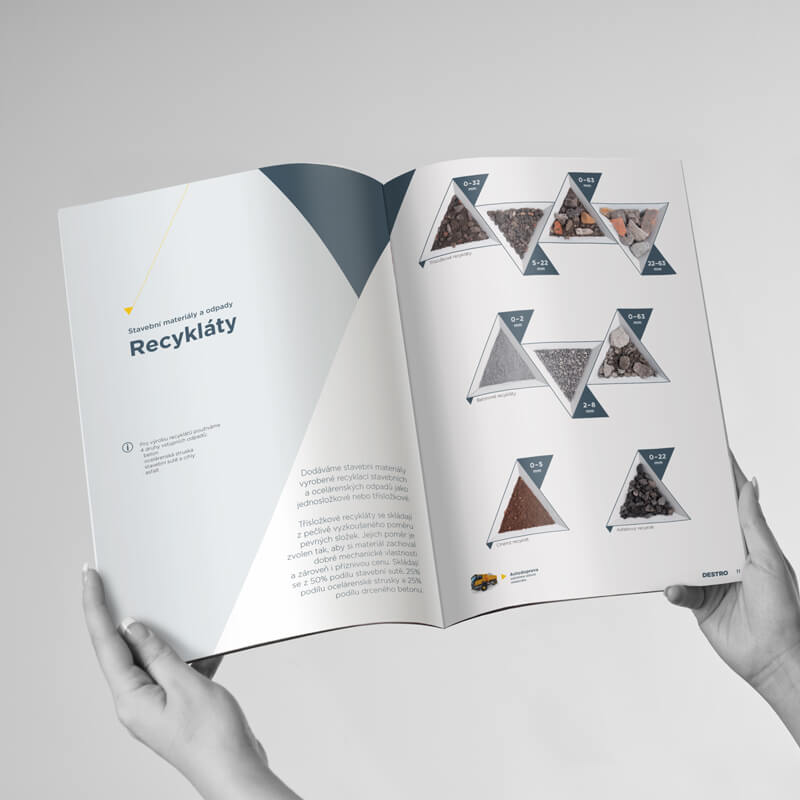 Stavební materiály a odpady
Recykláty
Pro výrobu recyklátů používáme
4 druhy vstupních odpadů:
beton
ocelárenská struska
stavební sutě a cihly
asfalt
Dodáváme stavební materiály
vyrobené recyklací stavebních
a ocelárenských odpadů jako
jednosložkové nebo třísložkové.
Třísložkové recykláty se skládají
z pečlivě vyzkoušeného poměru
pevných složek. Jejich poměr je
zvolen tak, aby si materiál zachoval
dobré mechanické vlastnosti
a zároveň i příznivou cenu. Skládají
se z 50% podílu stavební sutě, 25%
podílu ocelárenské strusky a 25%
podílu drceného betonu.
0–32
mm
5–22
mm
0–63
mm
22–63
mm
recykláty
0–2
mm
2–8
mm
0–63
mm
Betonové recykláty
0–5
mm
Cihelný recyklát
0–22
mm
Asfaltový recyklát
Autodoprava
DESTRO
11